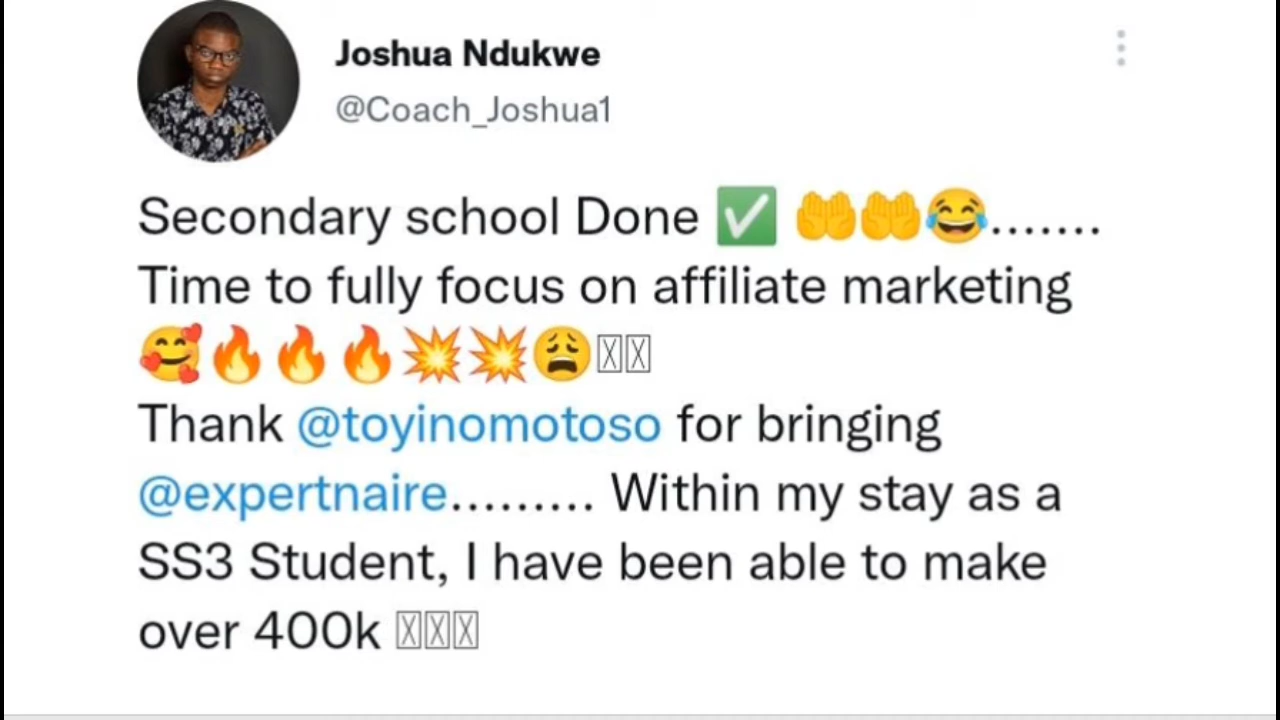 Joshua Ndukwe
@Coach_Joshua1
Secondary school Done ✅ 🤲🤲😂.......
Time to fully focus on affiliate marketing
🥰🔥🔥🔥💥💥😩
Thank @toyinomotoso for bringing
@expertnaire......... Within my stay as a
SS3 Student, I have been able to make
over 400k